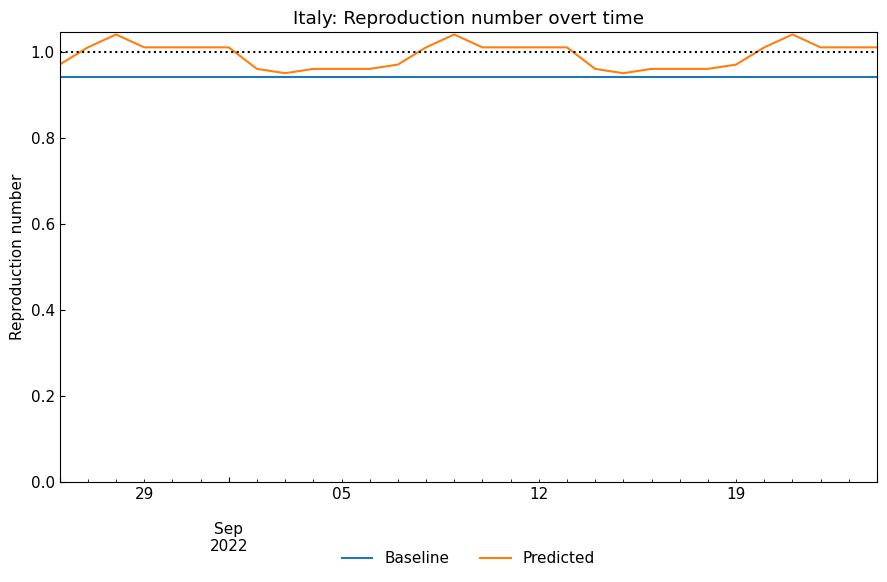 Italy: Reproduction number overt time
Reproduction number
1.0
0.8
0.6
0.4
0.2
0.0
29
05
12
19
Sep
2022
Baseline
Predicted